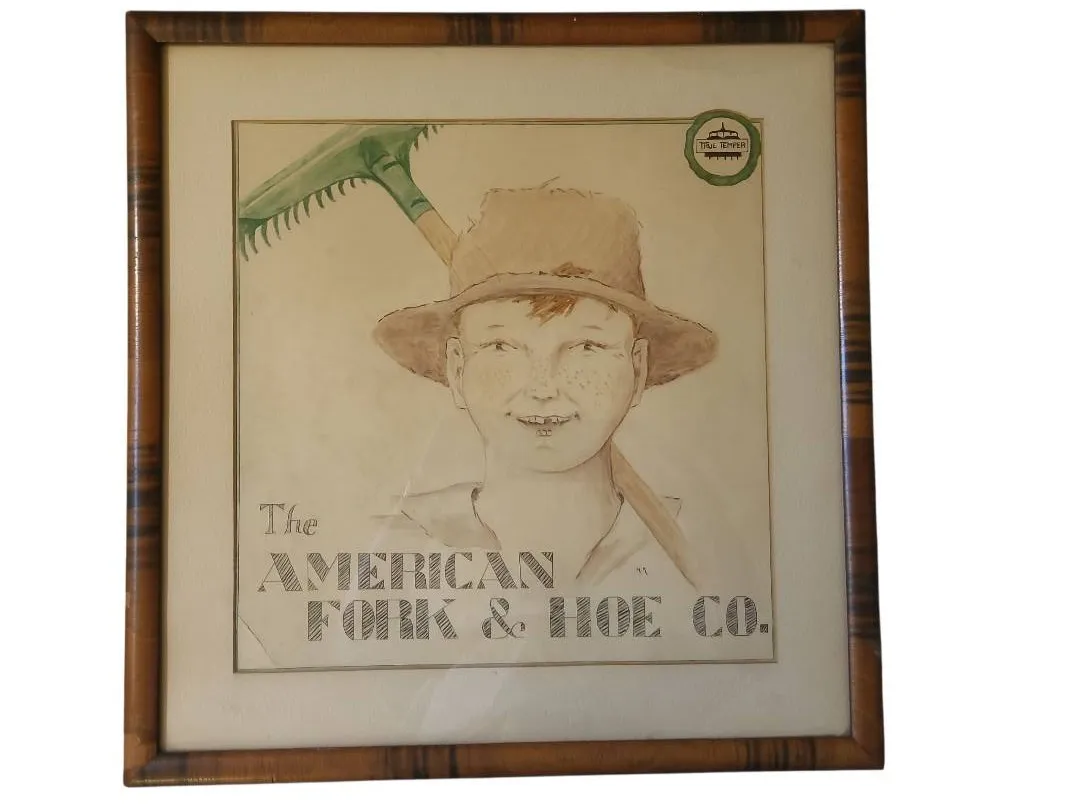 TRUE TEMPER
The
AMERICAN
FORK & HOE CO.